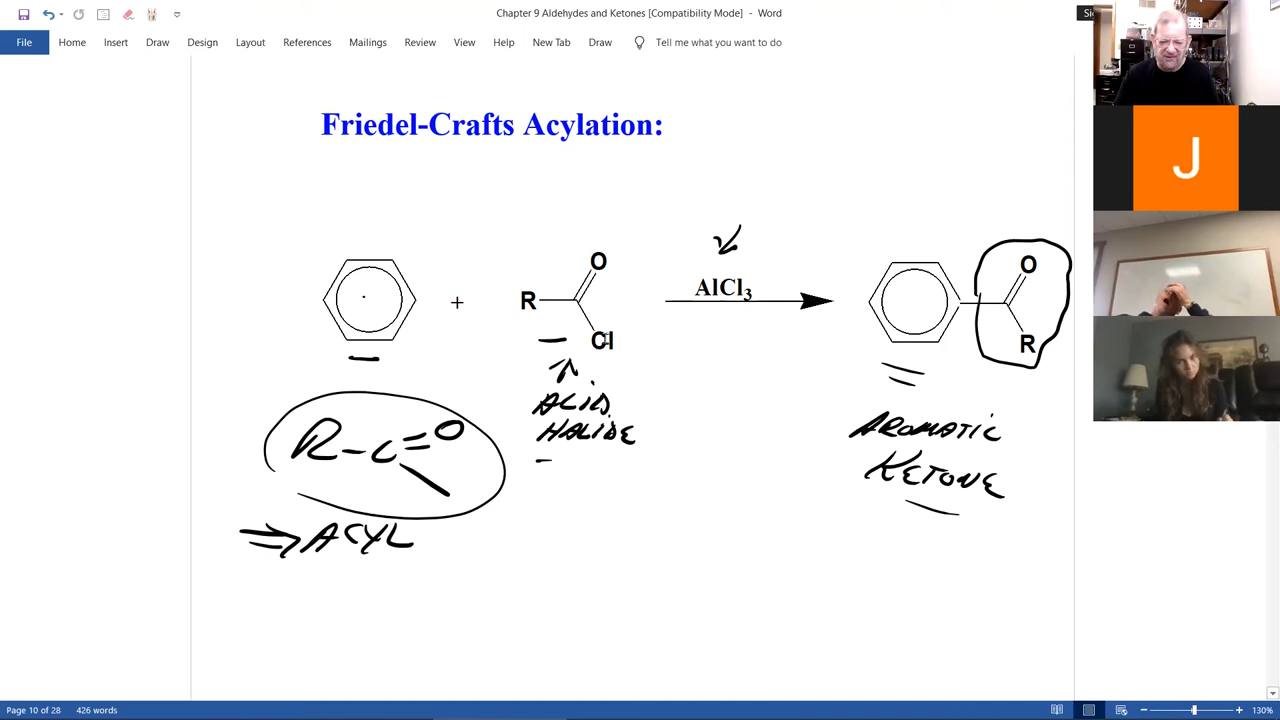 Chapter 9 Aldehydes and Ketones [Compatibility Mode] - Word
File Home Insert Draw Design Layout References Mailings Review View Help New Tab Draw Tell me what you want to do
Friedel-Crafts Acylation:
O
R
Cl
+
AlCl3
O
R
ACID
HALIDE
R-C=O
ACYL
AROMATIC
KETONE
J
Page 10 of 28 426 words
130%